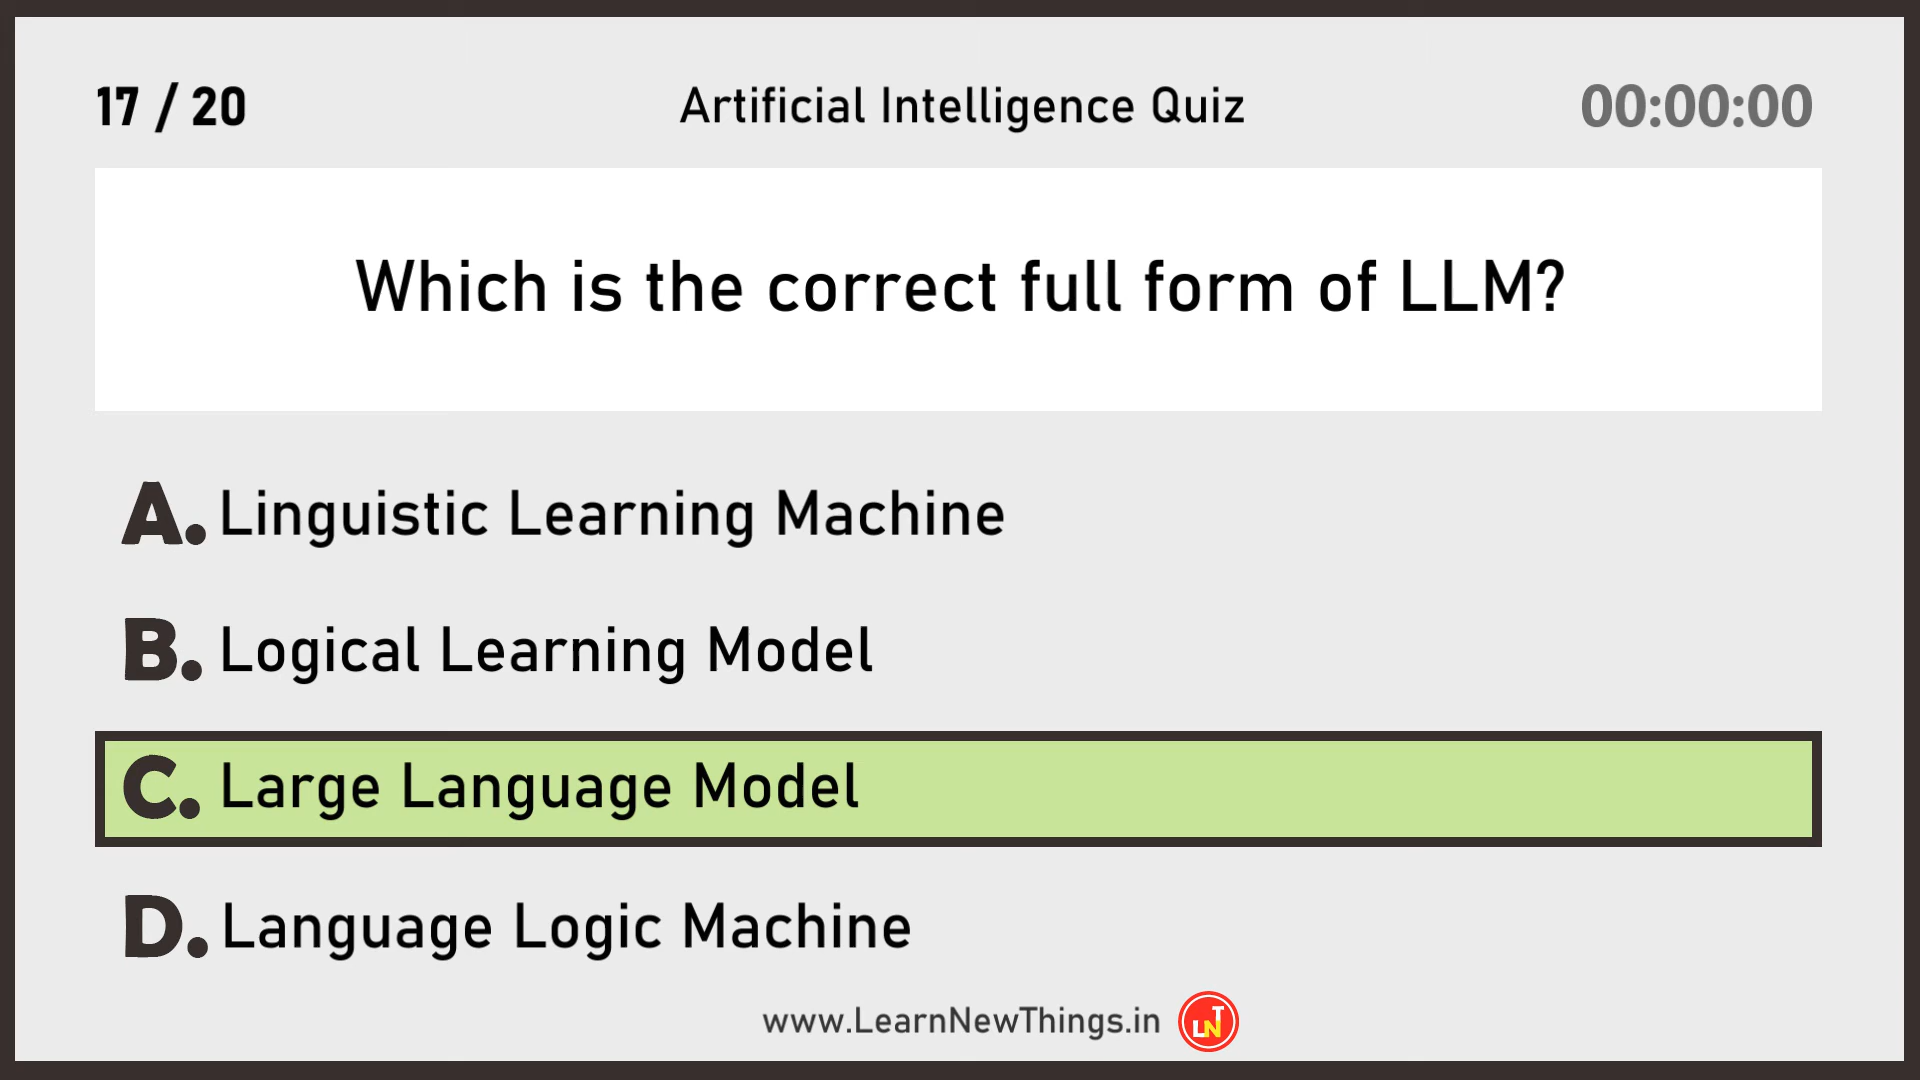 17 / 20
Artificial Intelligence Quiz
00:00:00
Which is the correct full form of LLM?
A. Linguistic Learning Machine
B. Logical Learning Model
C. Large Language Model
D. Language Logic Machine
www.LearnNewThings.in
LNT